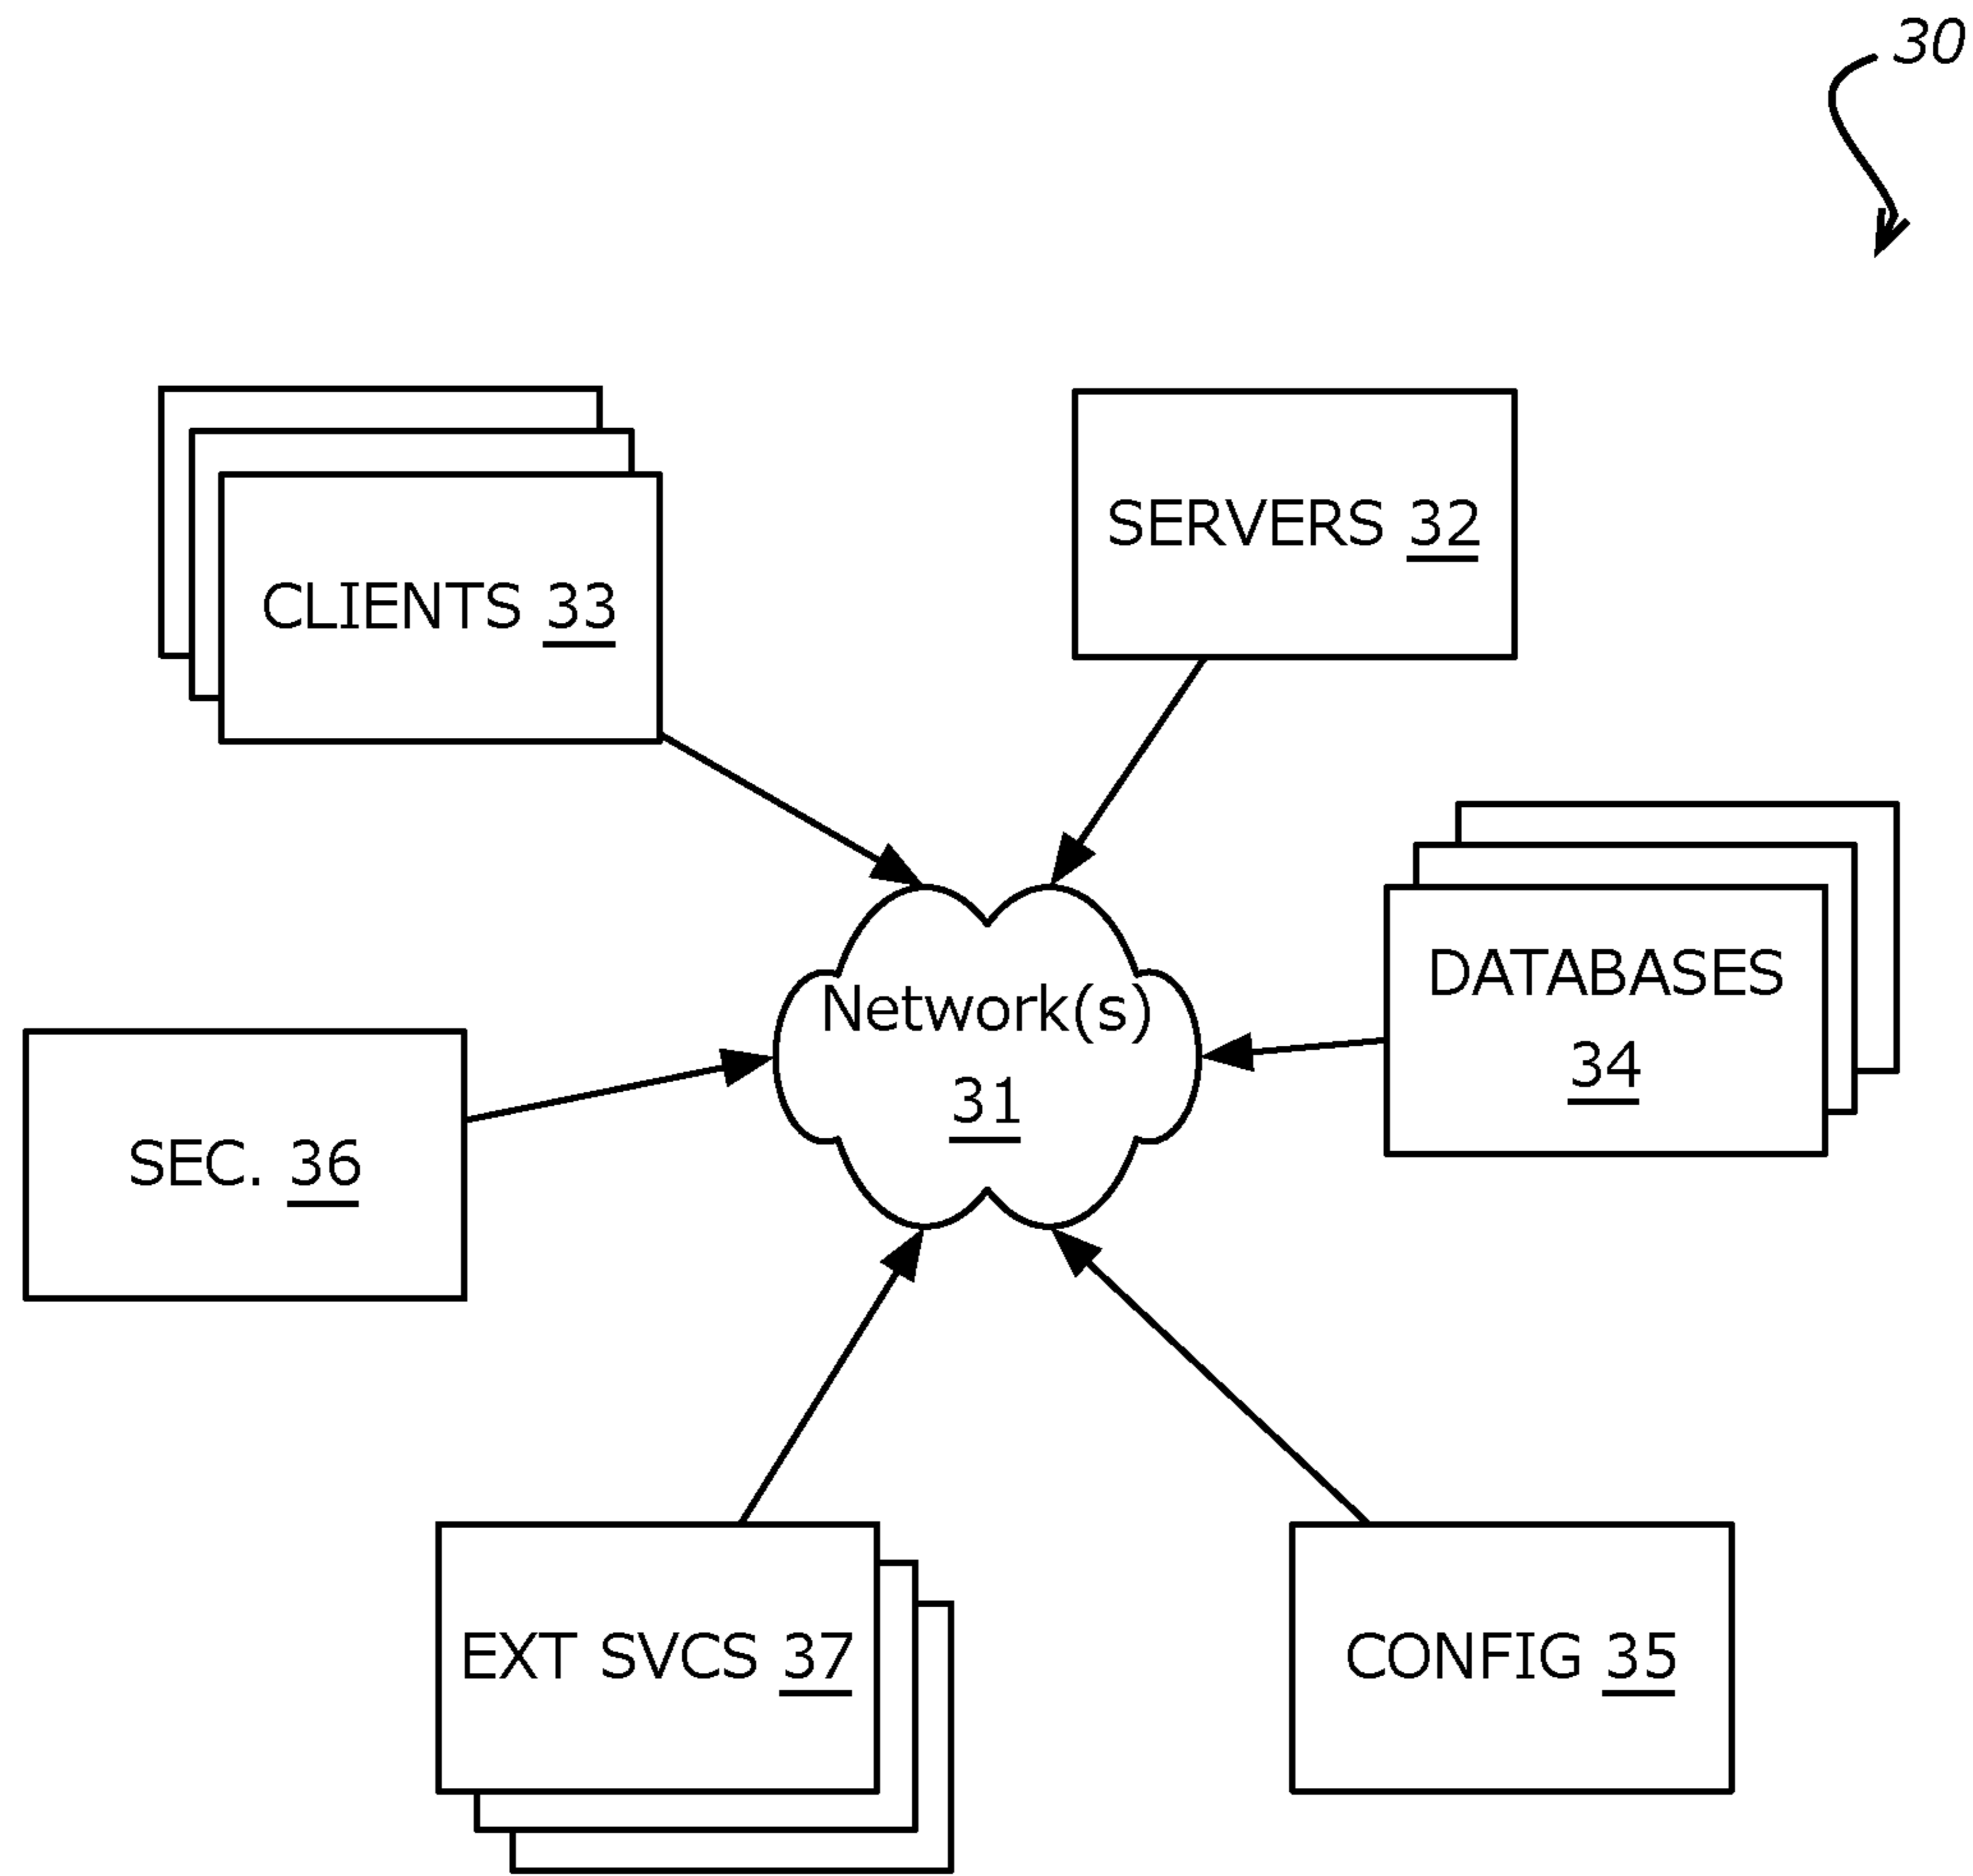 30
SERVERS 32
CLIENTS 33
DATABASES
34
Network(s)
31
SEC. 36
EXT SVCS 37
CONFIG 35